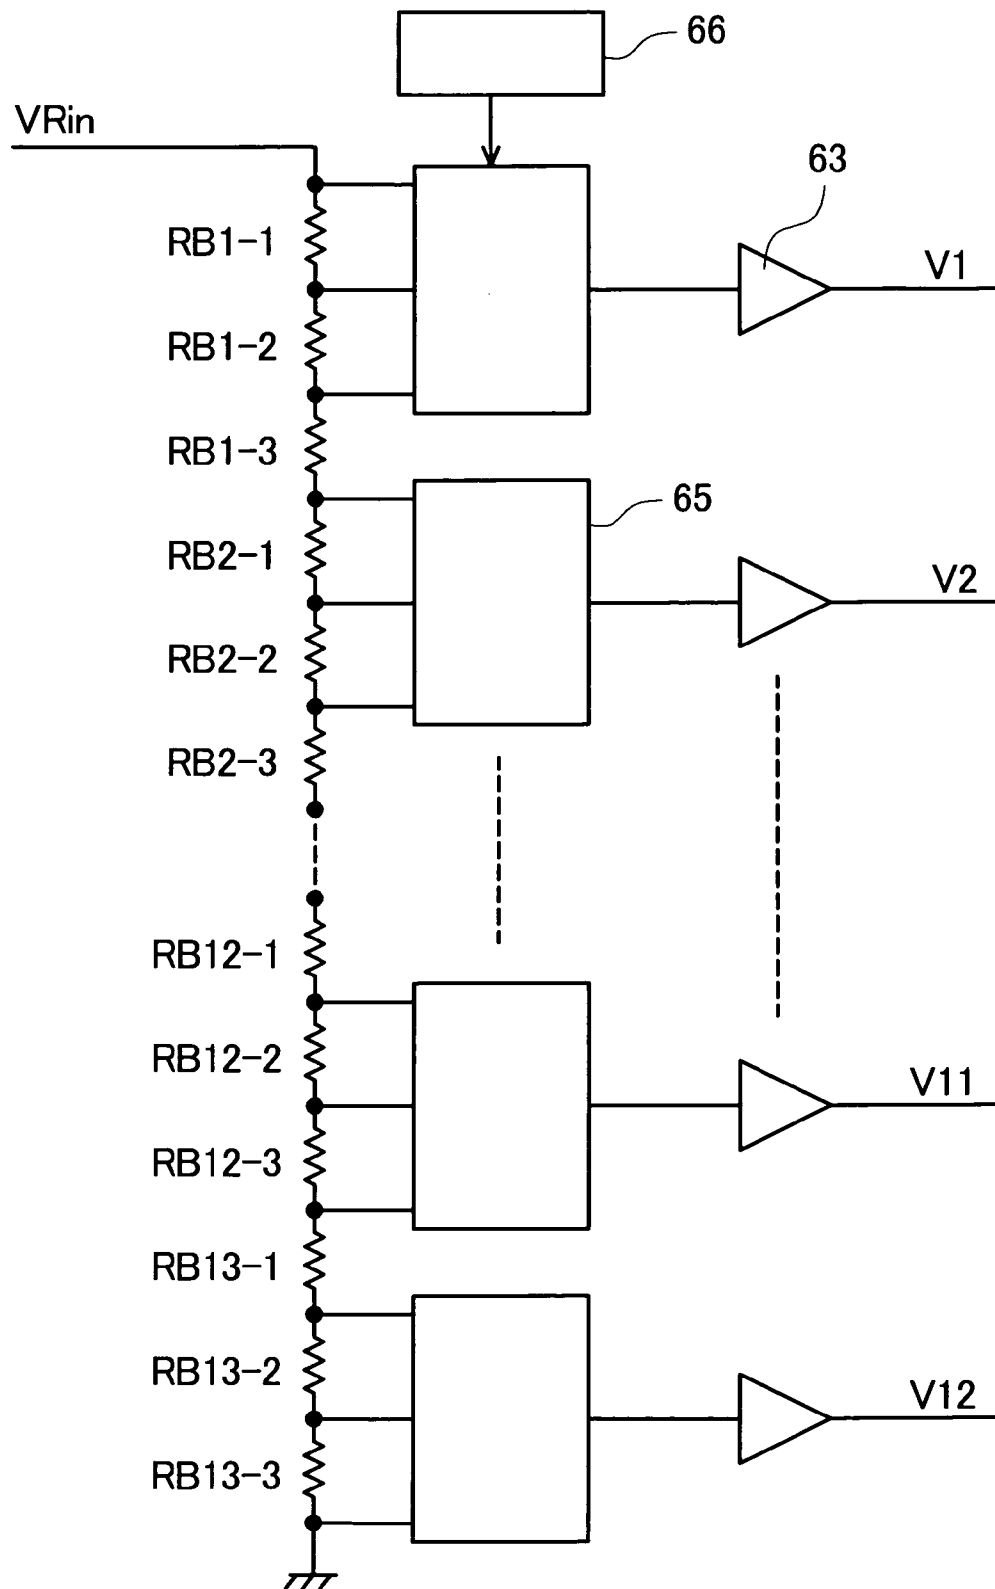 66
VRin
63
RB1-1
V1
RB1-2
RB1-3
65
RB2-1
V2
RB2-2
RB2-3
RB12-1
RB12-2
V11
RB12-3
RB13-1
RB13-2
V12
RB13-3